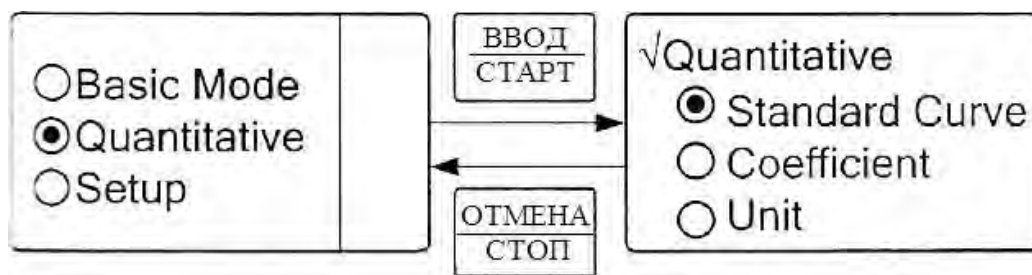 Basic Mode
Quantitative
Setup
ВВОД
СТАРТ
ОТМЕНА
СТОП
√Quantitative
Standard Curve
Coefficient
Unit